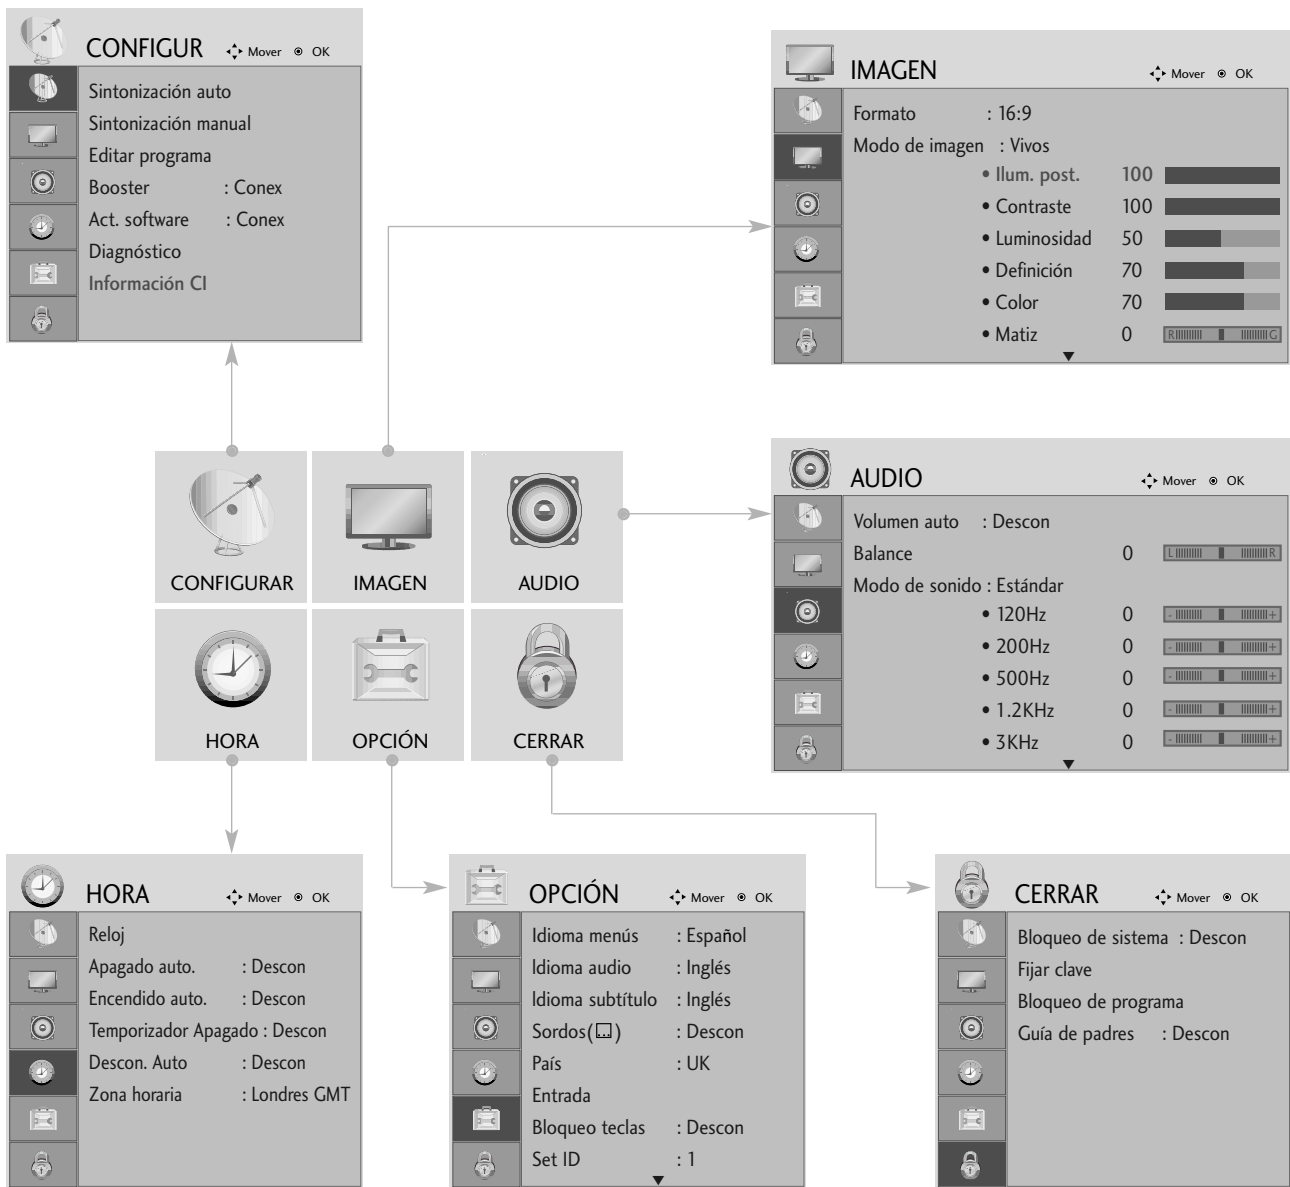 CONFIGUR Mover OK
Sintonización auto
Sintonización manual
Editar programa
Booster : Conex
Act. software : Conex
Diagnóstico
Información CI
IMAGEN Mover OK
Formato : 16:9
Modo de imagen : Vivos
• Ilum. post. 100
• Contraste 100
• Luminosidad 50
• Definición 70
• Color 70
• Matiz 0 R G
CONFIGURAR
IMAGEN
AUDIO
HORA
OPCIÓN
CERRAR
AUDIO Mover OK
Volumen auto : Descon
Balance 0 L R
Modo de sonido : Estándar
• 120Hz 0 - +
• 200Hz 0 - +
• 500Hz 0 - +
• 1.2KHz 0 - +
• 3KHz 0 - +
HORA Mover OK
Reloj
Apagado auto. : Descon
Encendido auto. : Descon
Temporizador Apagado : Descon
Descon. Auto : Descon
Zona horaria : Londres GMT
OPCIÓN Mover OK
Idioma menús : Español
Idioma audio : Inglés
Idioma subtítulo : Inglés
Sordos( ) : Descon
País : UK
Entrada
Bloqueo teclas : Descon
Set ID : 1
CERRAR Mover OK
Bloqueo de sistema : Descon
Fijar clave
Bloqueo de programa
Guía de padres : Descon